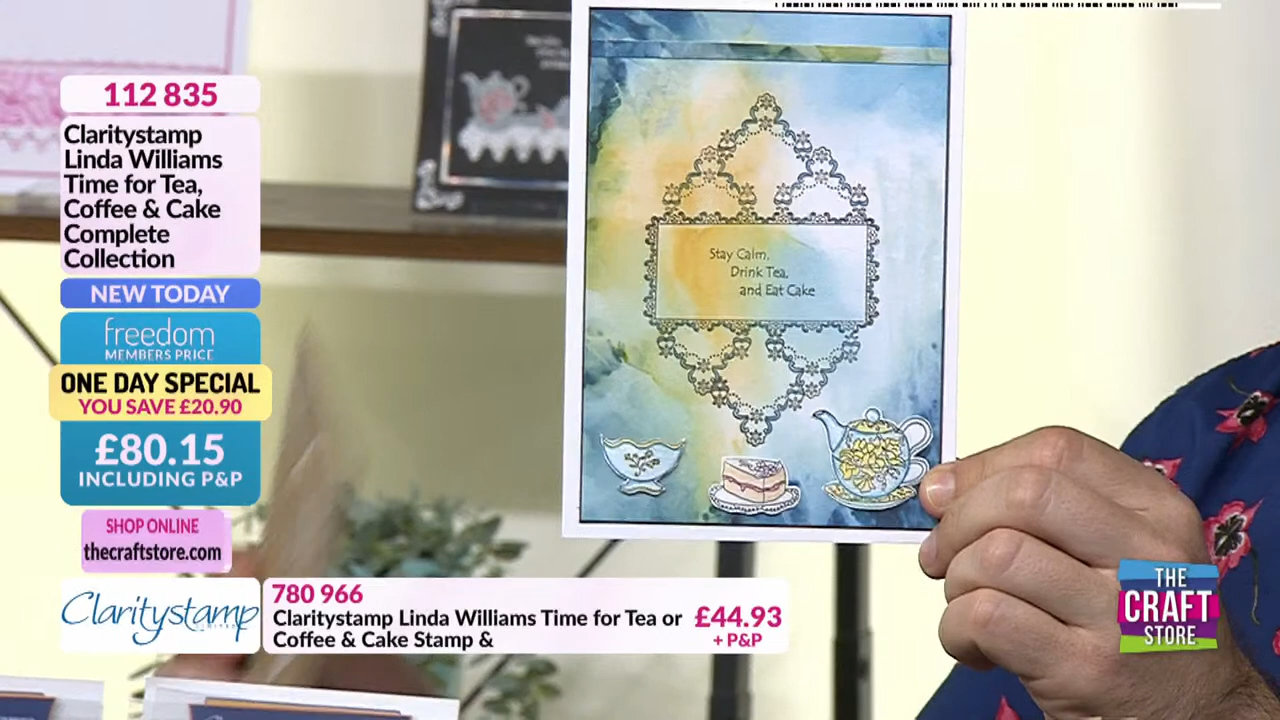 112 835
Claritystamp
Linda Williams
Time for Tea,
Coffee & Cake
Complete
Collection
NEW TODAY
freedom
MEMBERS PRICE
ONE DAY SPECIAL
YOU SAVE £20.90
£80.15
INCLUDING P&P
SHOP ONLINE
thecraftstore.com
Claritystamp
LIMITED
780 966
Claritystamp Linda Williams Time for Tea or
Coffee & Cake Stamp &
£44.93
+ P&P
Stay Calm,
Drink Tea,
and Eat Cake
THE
CRAFT
STORE